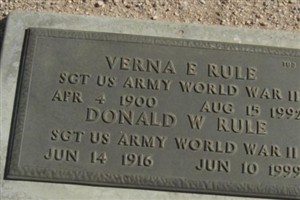 VERNA E RULE
SGT US ARMY WORLD WAR II
APR 4 1900 AUG 15 1992
DONALD W RULE
SGT US ARMY WORLD WAR II
JUN 14 1916 JUN 10 1999